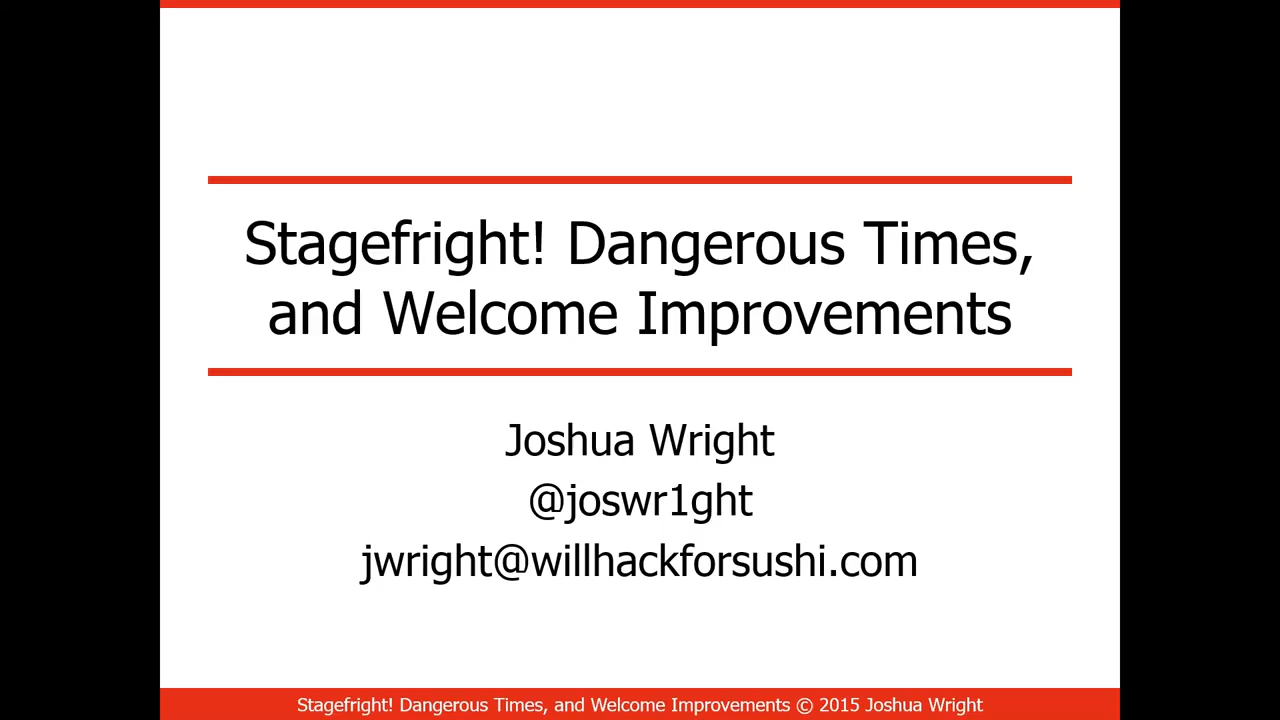 Stagefright! Dangerous Times,
and Welcome Improvements
Joshua Wright
@joswr1ght
jwright@willhackforsushi.com
Stagefright! Dangerous Times, and Welcome Improvements © 2015 Joshua Wright